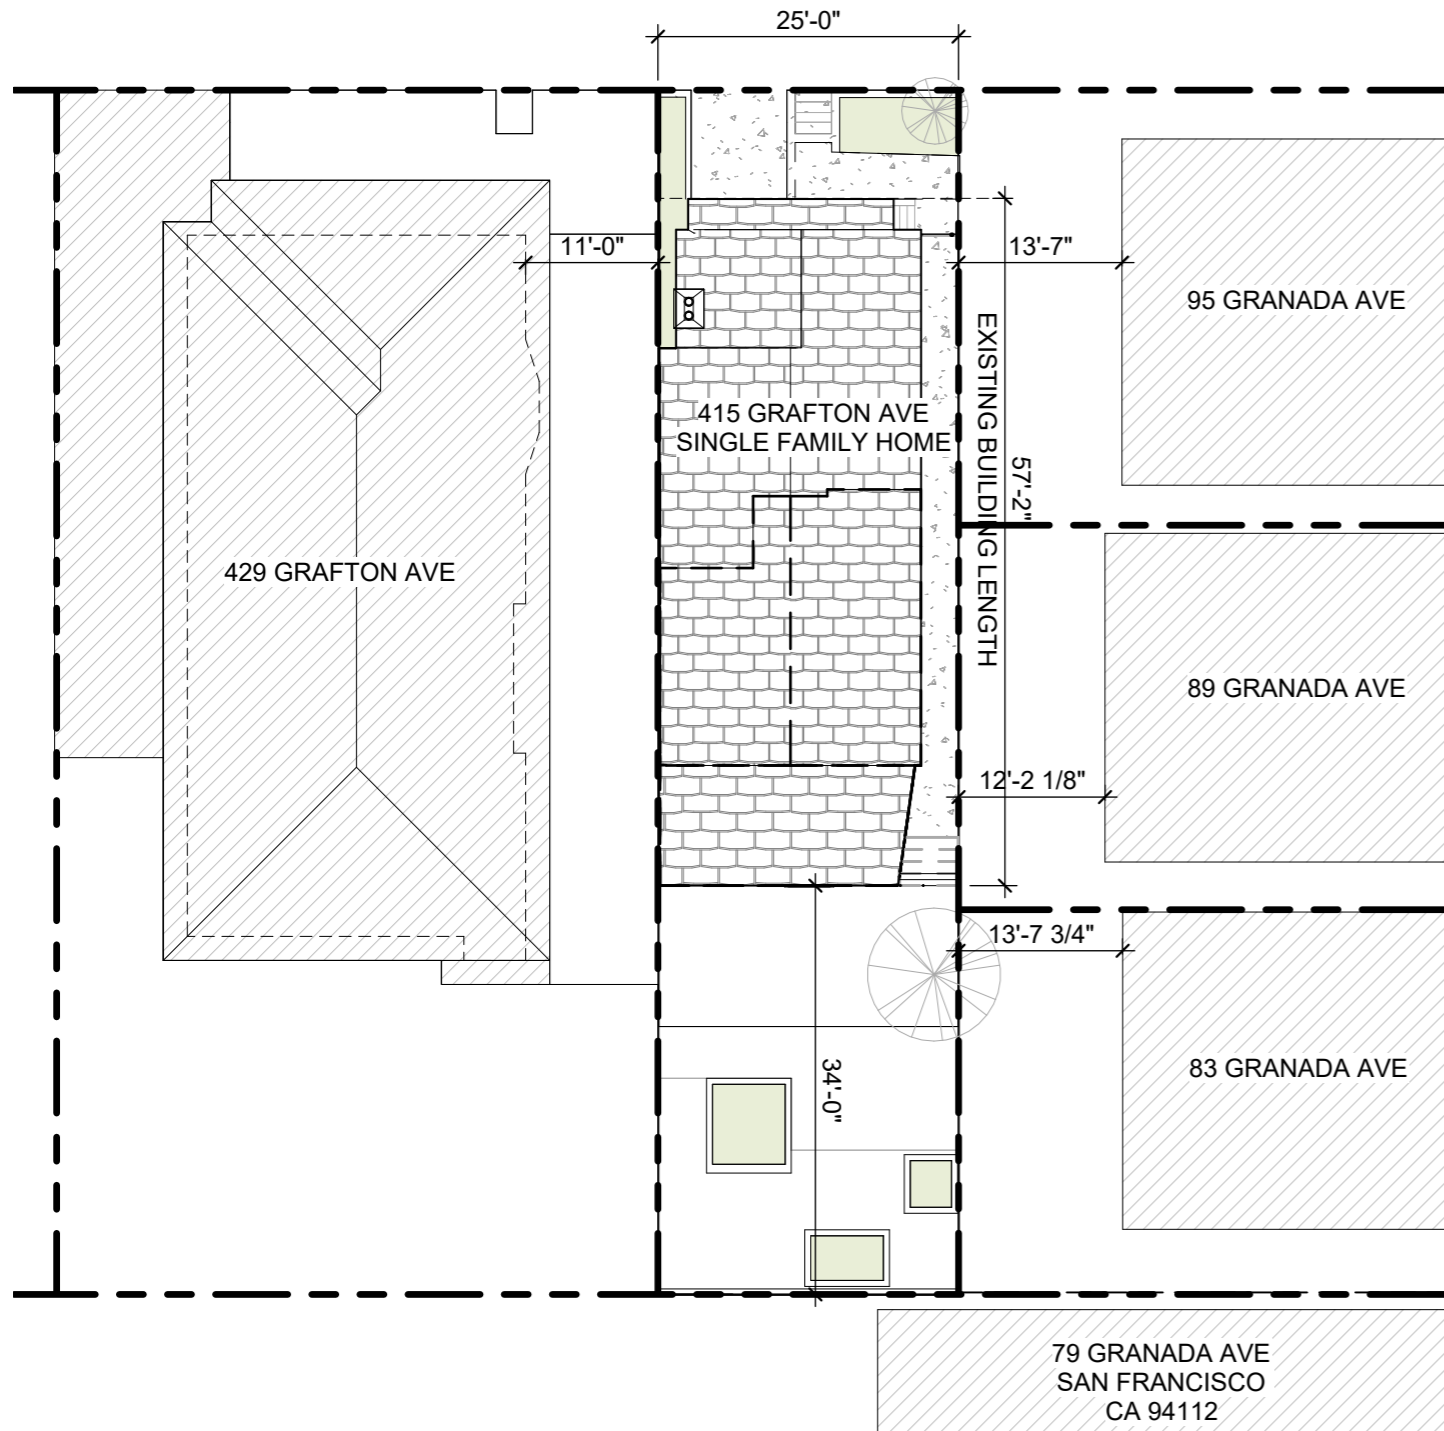 25'-0"
11'-0"
13'-7"
95 GRANADA AVE
415 GRAFTON AVE
SINGLE FAMILY HOME
EXISTING BUILDING LENGTH
57'-2"
429 GRAFTON AVE
89 GRANADA AVE
12'-2 1/8"
13'-7 3/4"
34'-0"
83 GRANADA AVE
79 GRANADA AVE
SAN FRANCISCO
CA 94112